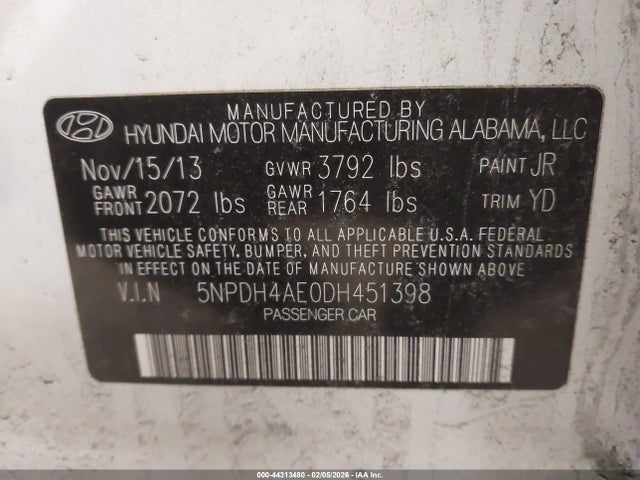 MANUFACTURED BY
HYUNDAI MOTOR MANUFACTURING ALABAMA, LLC
Nov/15/13 GVWR 3792 lbs PAINT JR
GAWR FRONT 2072 lbs GAWR REAR 1764 lbs TRIM YD
THIS VEHICLE CONFORMS TO ALL APPLICABLE U.S.A. FEDERAL
MOTOR VEHICLE SAFETY, BUMPER, AND THEFT PREVENTION STANDARDS
IN EFFECT ON THE DATE OF MANUFACTURE SHOWN ABOVE.
V.I.N 5NPDH4AE0DH451398
PASSENGER CAR
000-44313480 - 02/05/2026 - IAA Inc.